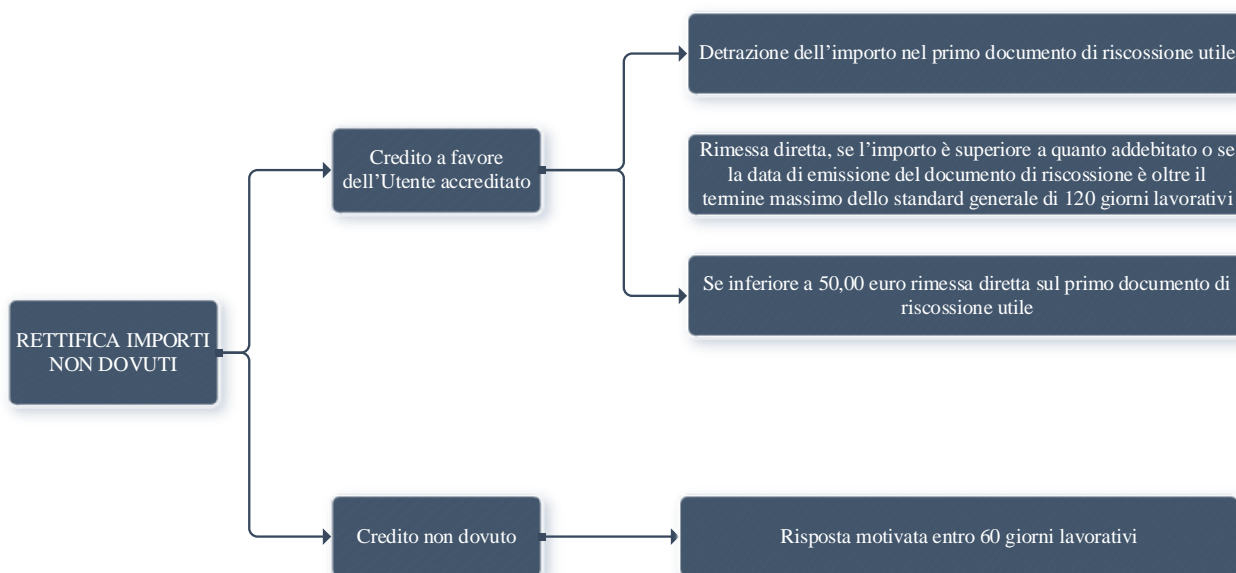 Detrazione dell’importo nel primo documento di riscossione utile
Credito a favore
dell’Utente accreditato
Rimessa diretta, se l’importo è superiore a quanto addebitato o se
la data di emissione del documento di riscossione è oltre il
termine massimo dello standard generale di 120 giorni lavorativi
Se inferiore a 50,00 euro rimessa diretta sul primo documento di
riscossione utile
RETTIFICA IMPORTI
NON DOVUTI
Credito non dovuto
Risposta motivata entro 60 giorni lavorativi